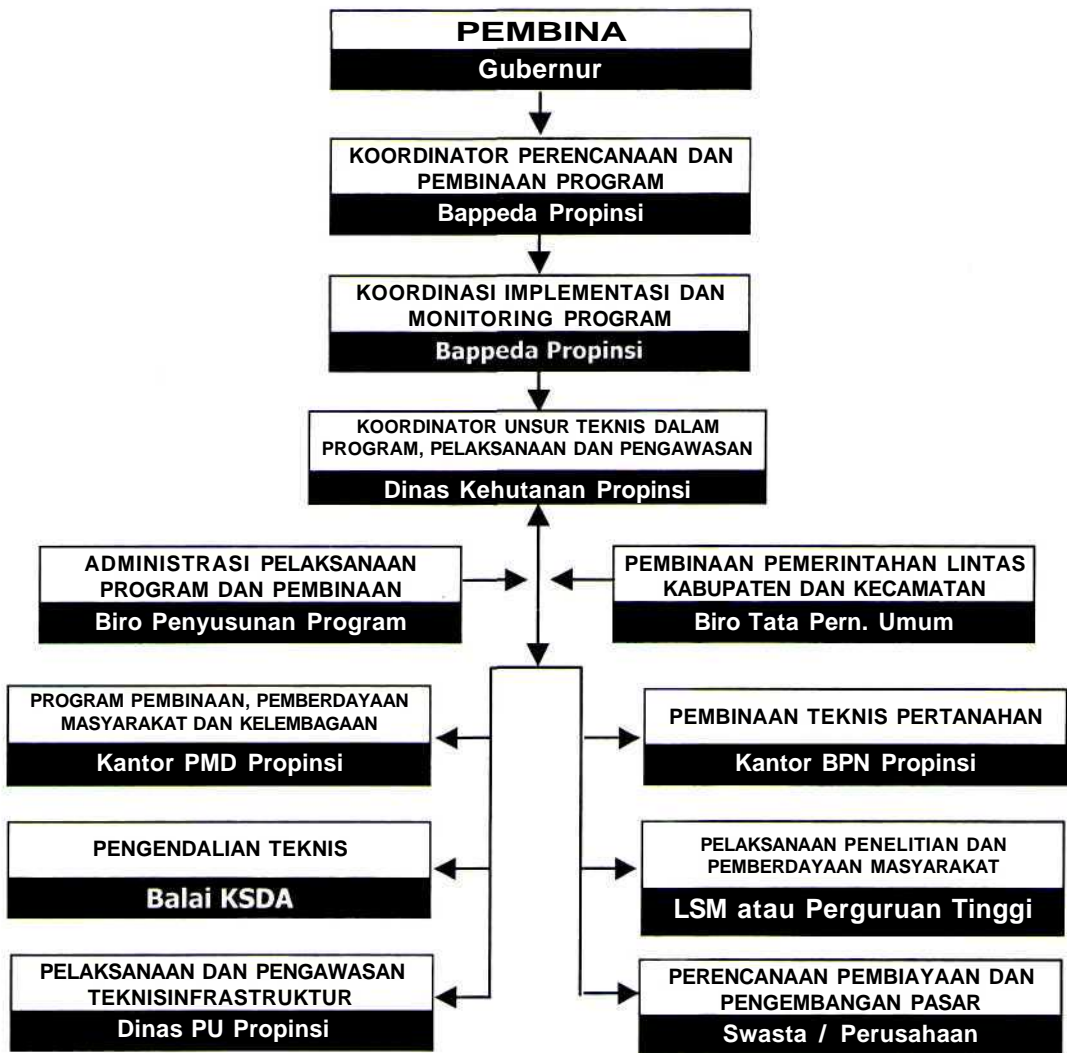 PEMBINA
Gubernur
KOORDINATOR PERENCANAAN DAN
PEMBINAAN PROGRAM
Bappeda Propinsi
KOORDINASI IMPLEMENTASI DAN
MONITORING PROGRAM
Bappeda Propinsi
KOORDINATOR UNSUR TEKNIS DALAM
PROGRAM, PELAKSANAAN DAN PENGAWASAN
Dinas Kehutanan Propinsi
ADMINISTRASI PELAKSANAAN
PROGRAM DAN PEMBINAAN
Biro Penyusunan Program
PEMBINAAN PEMERINTAHAN LINTAS
KABUPATEN DAN KECAMATAN
Biro Tata Pern. Umum
PROGRAM PEMBINAAN, PEMBERDAYAAN
MASYARAKAT DAN KELEMBAGAAN
Kantor PMD Propinsi
PEMBINAAN TEKNIS PERTANAHAN
Kantor BPN Propinsi
PENGENDALIAN TEKNIS
Balai KSDA
PELAKSANAAN PENELITIAN DAN
PEMBERDAYAAN MASYARAKAT
LSM atau Perguruan Tinggi
PELAKSANAAN DAN PENGAWASAN
TEKNISINFRASTRUKTUR
Dinas PU Propinsi
PERENCANAAN PEMBIAYAAN DAN
PENGEMBANGAN PASAR
Swasta / Perusahaan